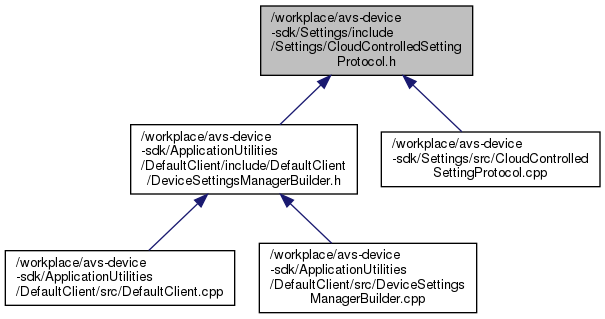 /workplace/avs-device
-sdk/Settings/include
/Settings/CloudControlledSetting
Protocol.h
/workplace/avs-device
-sdk/ApplicationUtilities
/DefaultClient/include/DefaultClient
/DeviceSettingsManagerBuilder.h
/workplace/avs-device
-sdk/Settings/src/CloudControlled
SettingProtocol.cpp
/workplace/avs-device
-sdk/ApplicationUtilities
/DefaultClient/src/DefaultClient.cpp
/workplace/avs-device
-sdk/ApplicationUtilities
/DefaultClient/src/DeviceSettings
ManagerBuilder.cpp